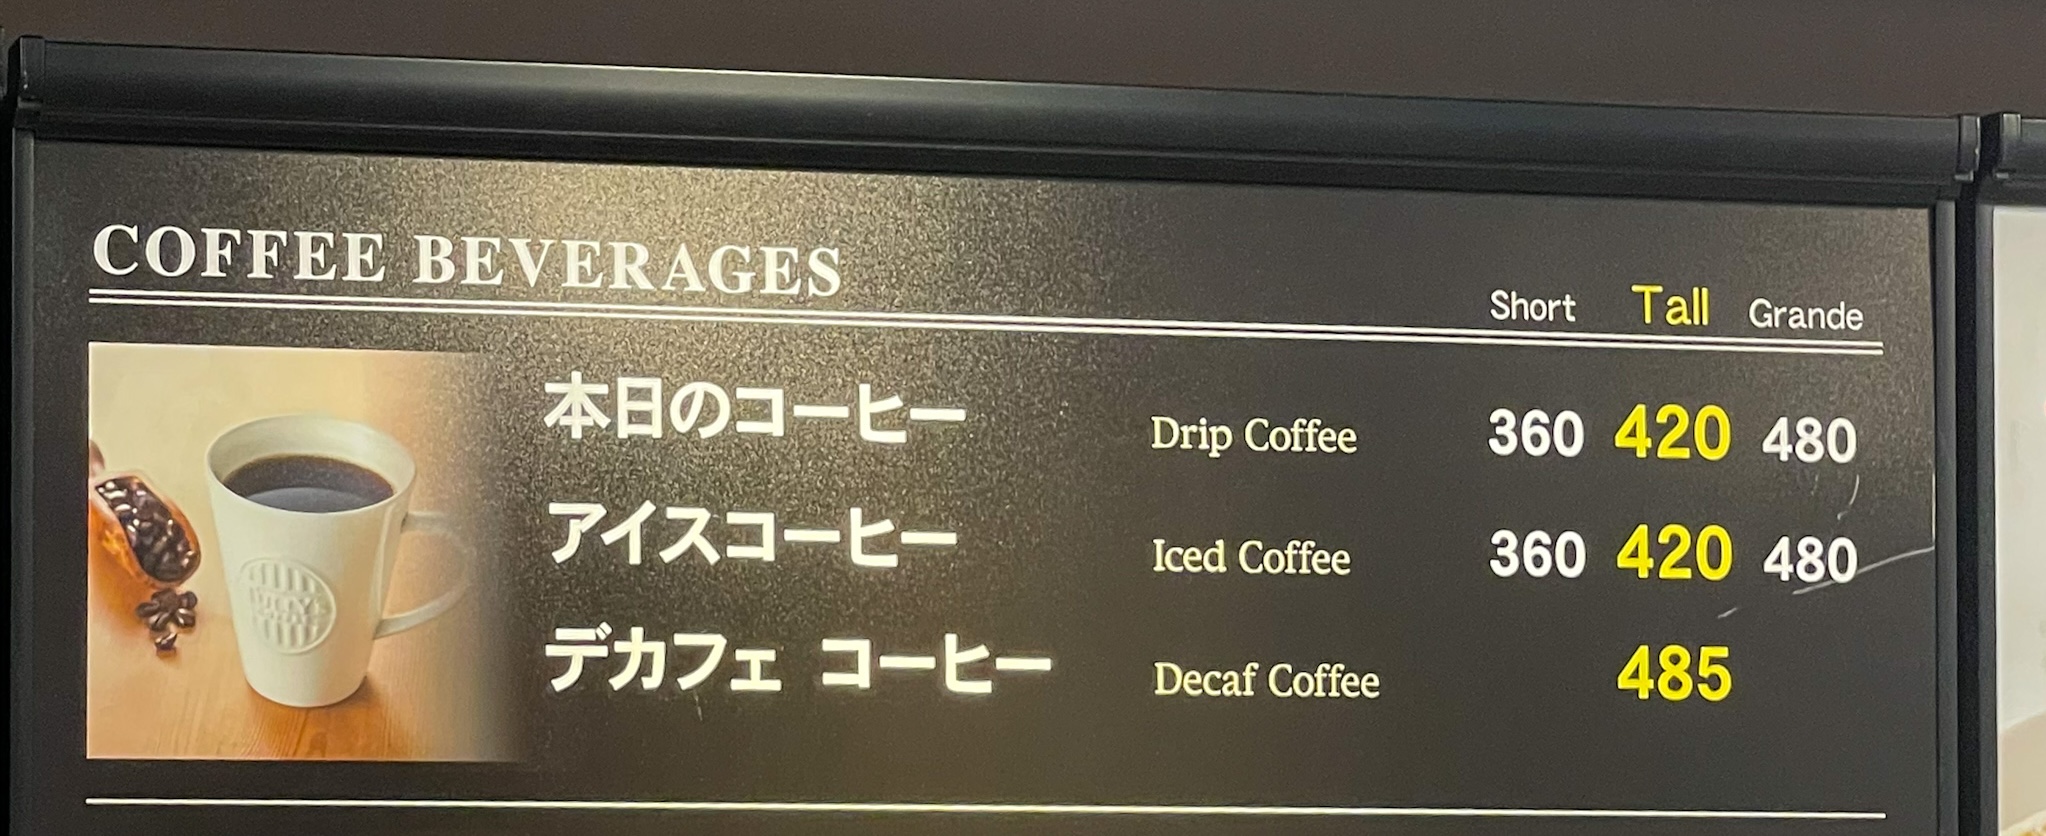 COFFEE BEVERAGES
Short Tall Grande
本日のコーヒー Drip Coffee 360 420 480
アイスコーヒー Iced Coffee 360 420 480
デカフェ コーヒー Decaf Coffee 485